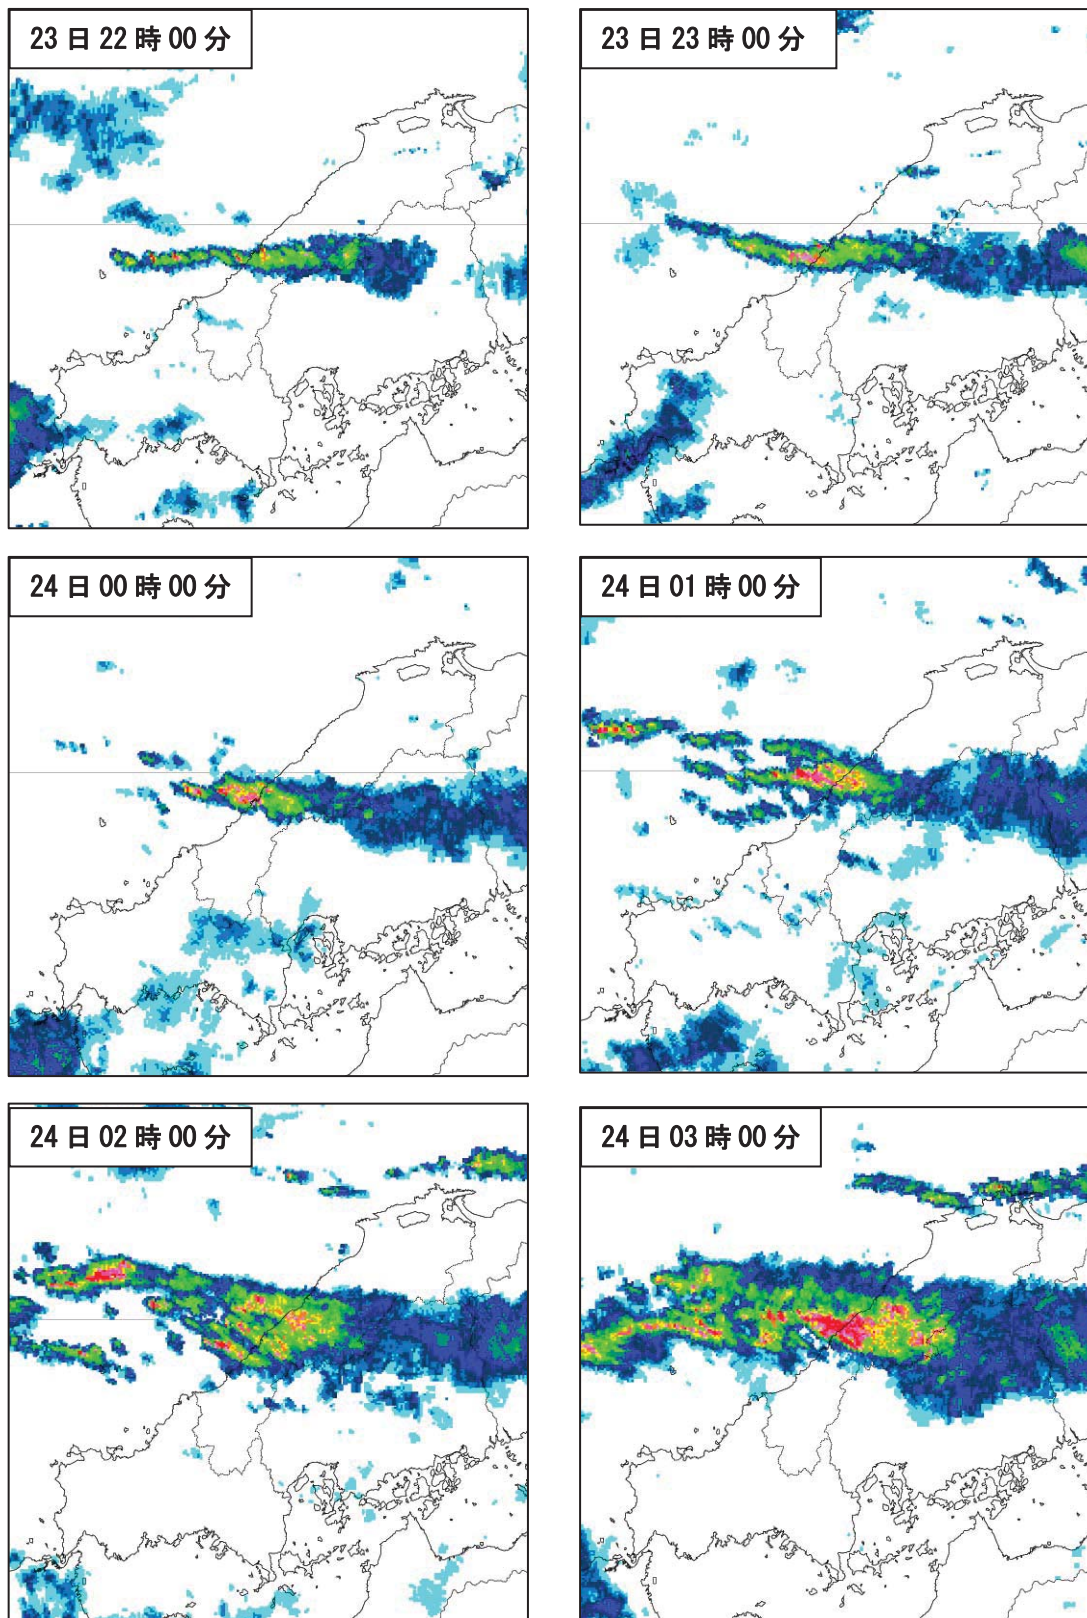 23 日 22 時 00 分
23 日 23 時 00 分
24 日 00 時 00 分
24 日 01 時 00 分
24 日 02 時 00 分
24 日 03 時 00 分